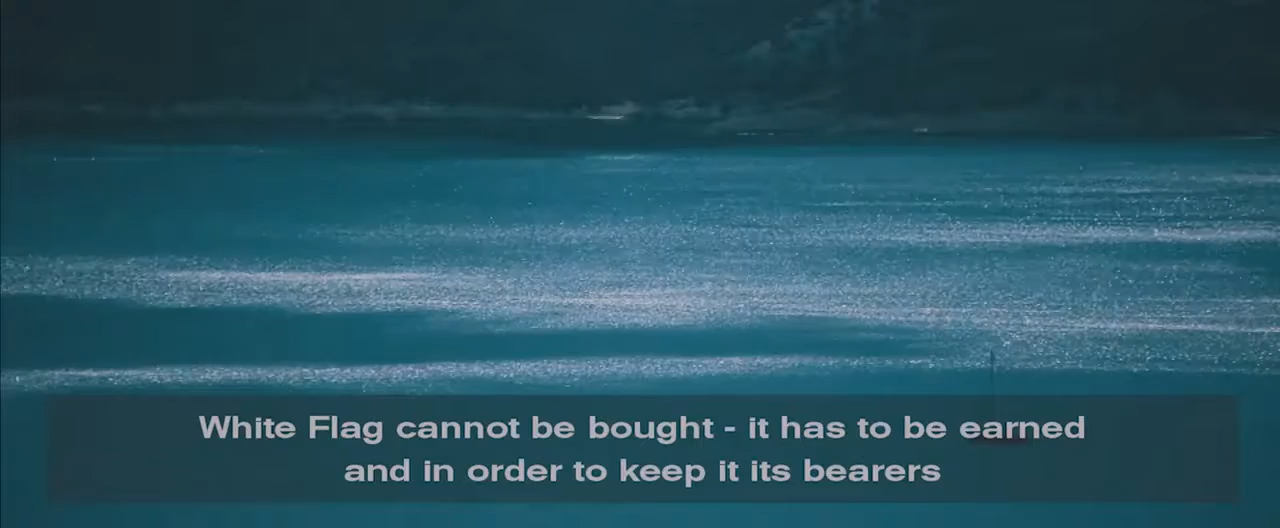 White Flag cannot be bought - it has to be earned
and in order to keep it its bearers